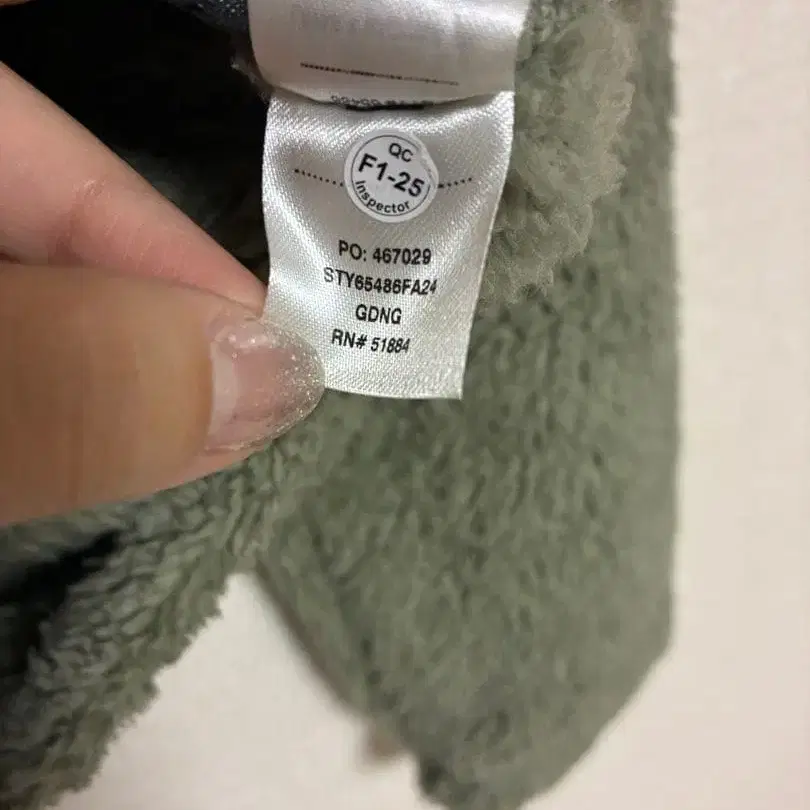 QC
F1-25
Inspector
PO: 467029
STY65486FA24
GDNG
RN# 51884